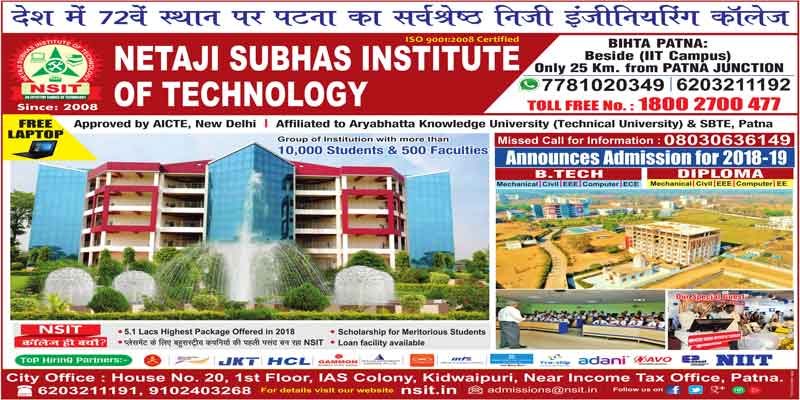 देश में 72वें स्थान पर पटना का सर्वश्रेष्ठ निजी इंजीनियरिंग कॉलेज
ISO 9001:2008 Certified
NSIT
Since: 2008
NETAJI SUBHAS INSTITUTE
OF TECHNOLOGY
BIHTA PATNA:
Beside (IIT Campus)
Only 25 Km. from PATNA JUNCTION
7781020349 | 6203211192
TOLL FREE No. : 1800 2700 477
FREE
LAPTOP
Approved by AICTE, New Delhi | Affiliated to Aryabhatta Knowledge University (Technical University) & SBTE, Patna
Group of Institution with more than
10,000 Students & 500 Faculties
Missed Call for Information : 08030636149
Announces Admission for 2018-19
B.TECH
Mechanical|Civil|EEE|Computer|ECE
DIPLOMA
Mechanical|Civil|EEE|Computer|EE
Our Special Guest
NSIT
कॉलेज ही क्यों?
• 5.1 Lacs Highest Package Offered in 2018
• प्लेसमेंट के लिए बहुराष्ट्रीय कंपनियों की पहली पसंद बन रहा NSIT
• Scholarship for Meritorious Students
• Loan facility available
Top Hiring Partners:-
JKT
HCL
GAMMON
adani
NAVO
NIIT
City Office : House No. 20, 1st Floor, IAS Colony, Kidwaipuri, Near Income Tax Office, Patna.
6203211191, 9102403268 For details visit our website nsit.in admissions@nsit.in Follow us on